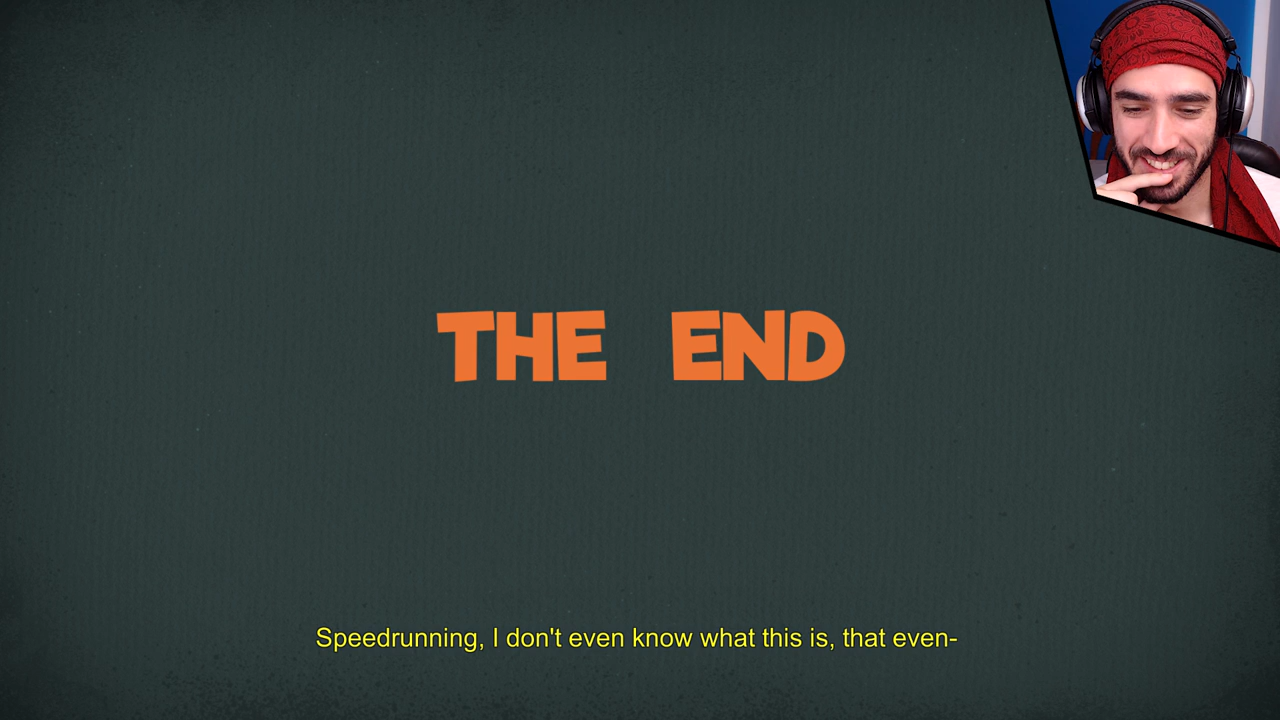 THE END
Speedrunning, I don't even know what this is, that even-